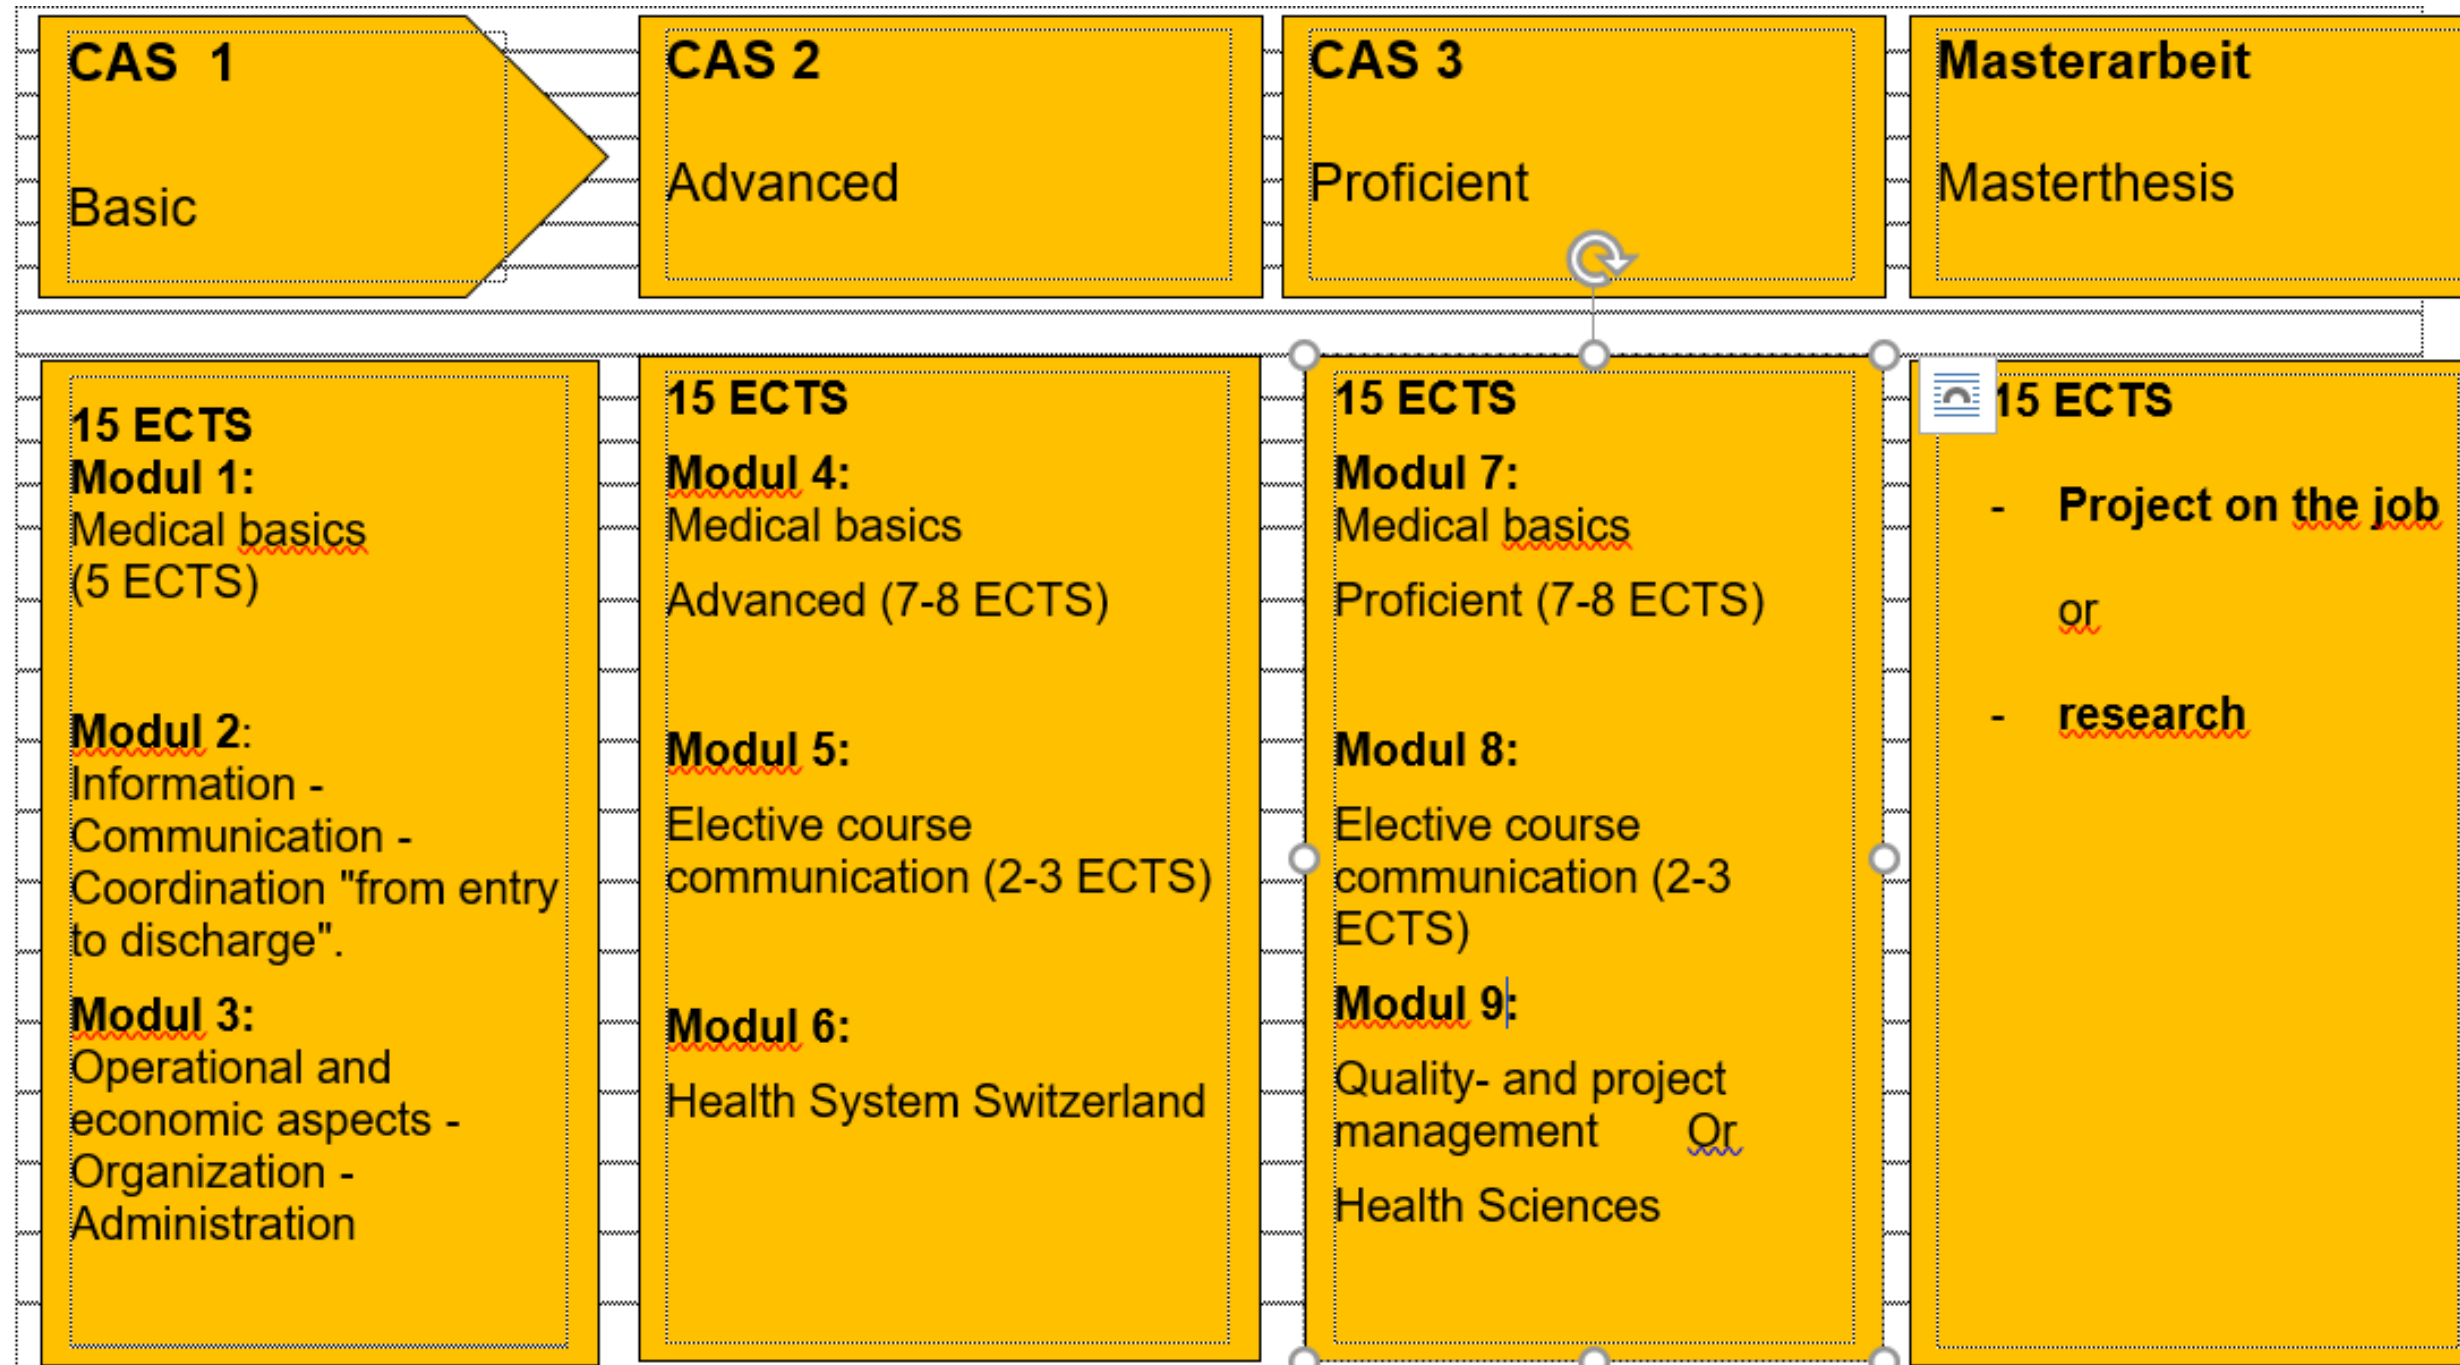 CAS  1
Basic
CAS 2
Advanced
CAS 3
Proficient
Masterarbeit
Masterthesis
15 ECTS
Modul 1:
Medical basics
(5 ECTS)
Modul 2:
Information -
Communication -
Coordination "from entry
to discharge".
Modul 3:
Operational and
economic aspects -
Organization -
Administration
15 ECTS
Modul 4:
Medical basics
Advanced (7-8 ECTS)
Modul 5:
Elective course
communication (2-3 ECTS)
Modul 6:
Health System Switzerland
15 ECTS
Modul 7:
Medical basics
Proficient (7-8 ECTS)
Modul 8:
Elective course
communication (2-3
ECTS)
Modul 9:
Quality- and project
management Or
Health Sciences
15 ECTS
- Project on the job
or
- research